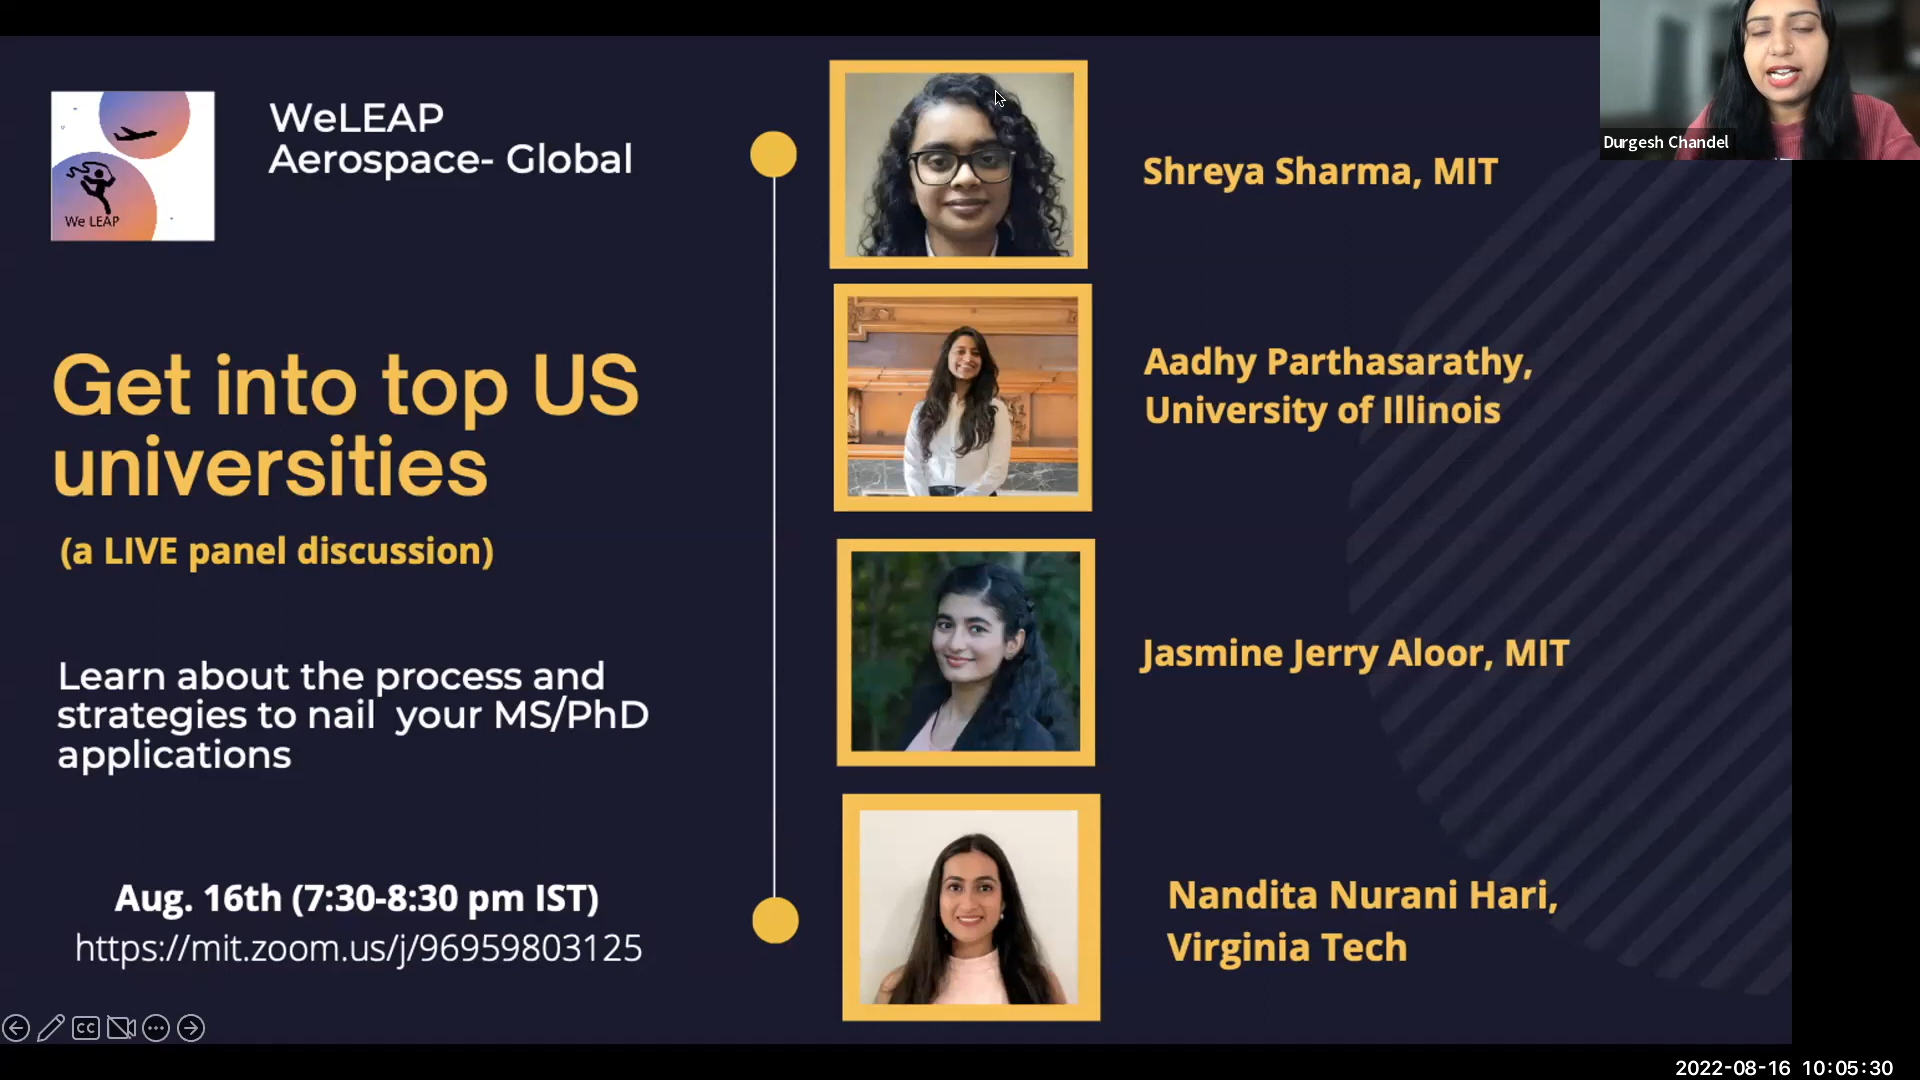 We LEAP
WeLEAP
Aerospace- Global
Get into top US
universities
(a LIVE panel discussion)
Learn about the process and
strategies to nail  your MS/PhD
applications
Aug. 16th (7:30-8:30 pm IST)
https://mit.zoom.us/j/96959803125
Shreya Sharma, MIT
Aadhy Parthasarathy,
University of Illinois
Jasmine Jerry Aloor, MIT
Nandita Nurani Hari,
Virginia Tech
Durgesh Chandel
CC
2022-08-16 10:05:30